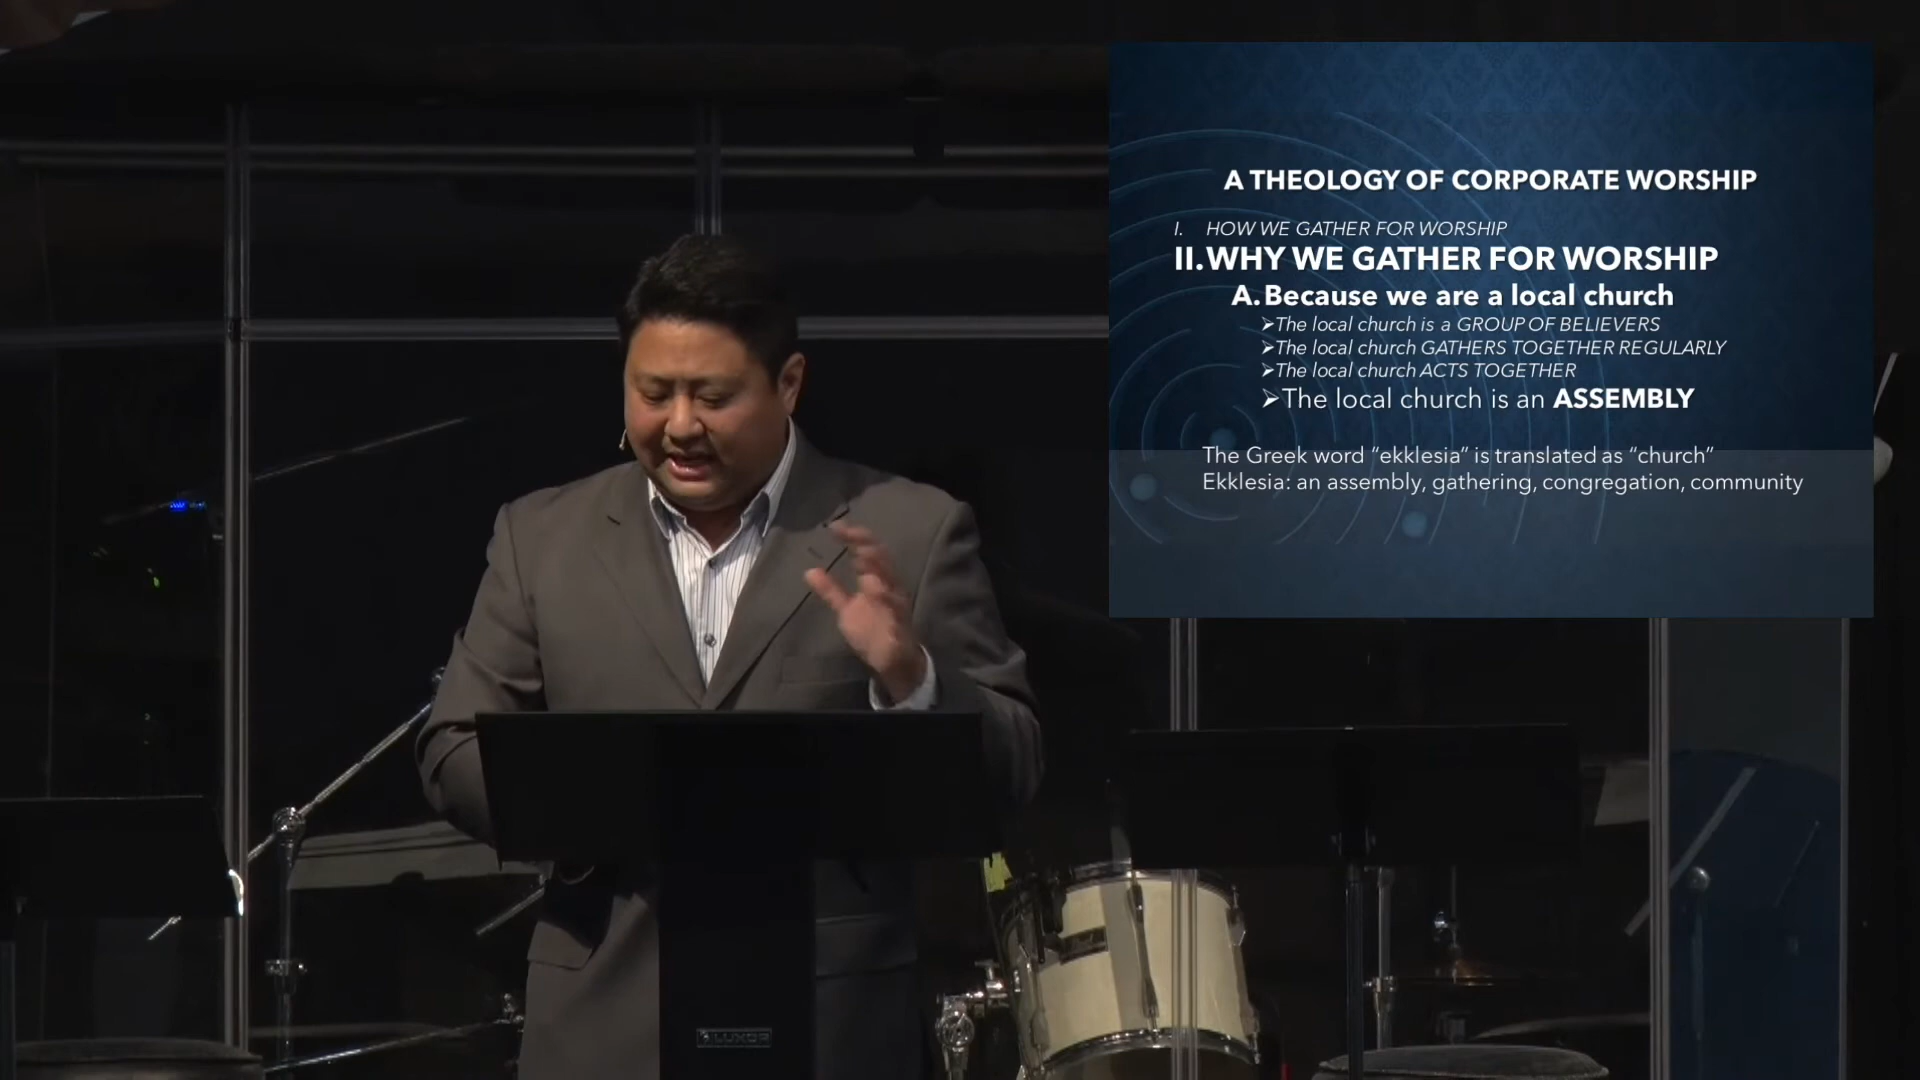 A THEOLOGY OF CORPORATE WORSHIP
I. HOW WE GATHER FOR WORSHIP
II. WHY WE GATHER FOR WORSHIP
A. Because we are a local church
➢The local church is a GROUP OF BELIEVERS
➢The local church GATHERS TOGETHER REGULARLY
➢The local church ACTS TOGETHER
➢The local church is an ASSEMBLY
The Greek word “ekklesia” is translated as “church”
Ekklesia: an assembly, gathering, congregation, community
LUXOR